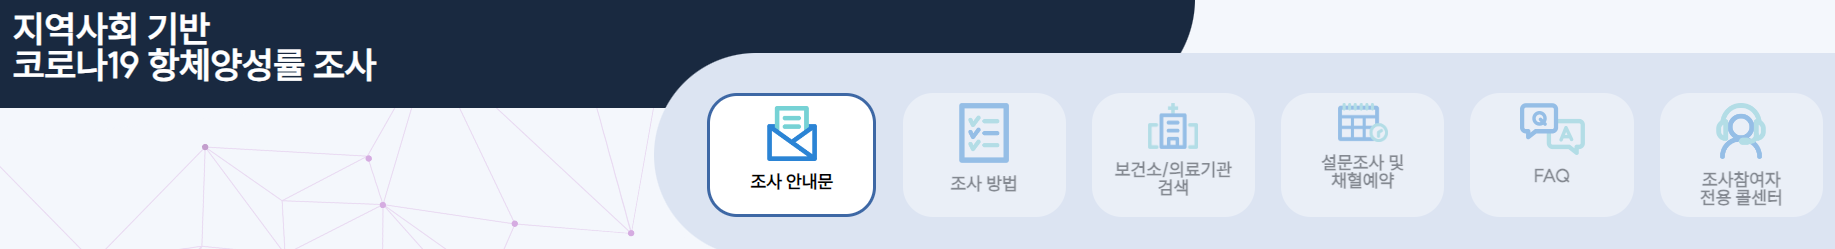 지역사회 기반
코로나19 항체양성률 조사
조사 안내문
조사 방법
보건소/의료기관
검색
설문조사 및
채혈예약
Q
A
FAQ
조사참여자
전용 콜센터